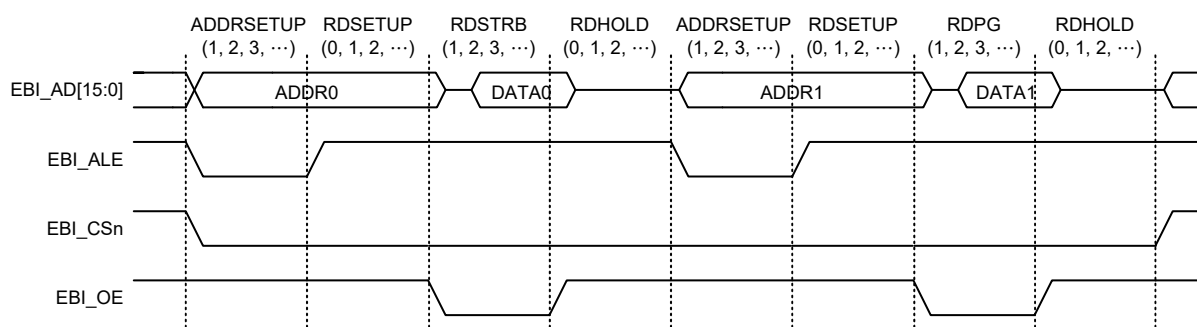 ADDRSETUP RDSETUP RDSTRB RDHOLD ADDRSETUP RDSETUP RDPG RDHOLD
(1, 2, 3, ⋯) (0, 1, 2, ⋯) (1, 2, 3, ⋯) (0, 1, 2, ⋯) (1, 2, 3, ⋯) (0, 1, 2, ⋯) (1, 2, 3, ⋯) (0, 1, 2, ⋯)
EBI_AD[15:0] ADDR0 DATA0 ADDR1 DATA1
EBI_ALE
EBI_CSn
EBI_OE